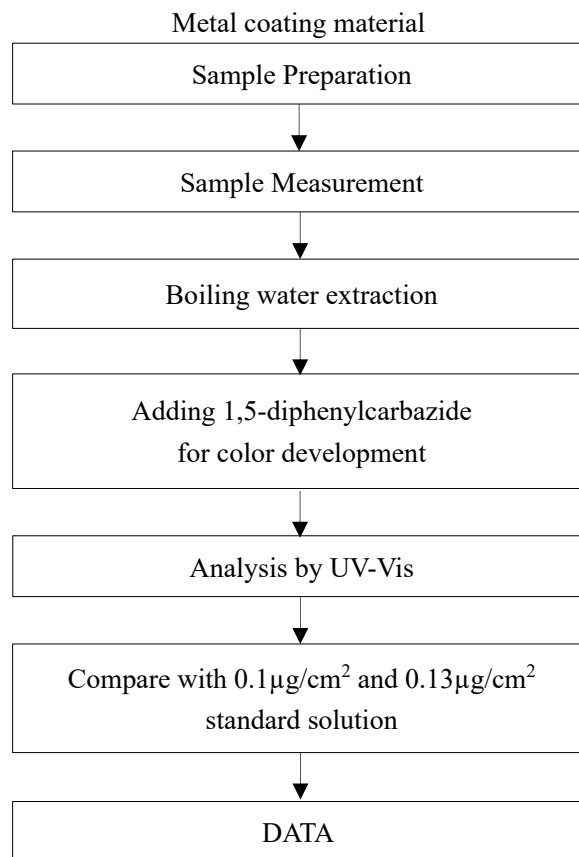 Metal coating material
Sample Preparation
Sample Measurement
Boiling water extraction
Adding 1,5-diphenylcarbazide
for color development
Analysis by UV-Vis
Compare with 0.1μg/cm² and 0.13μg/cm²
standard solution
DATA